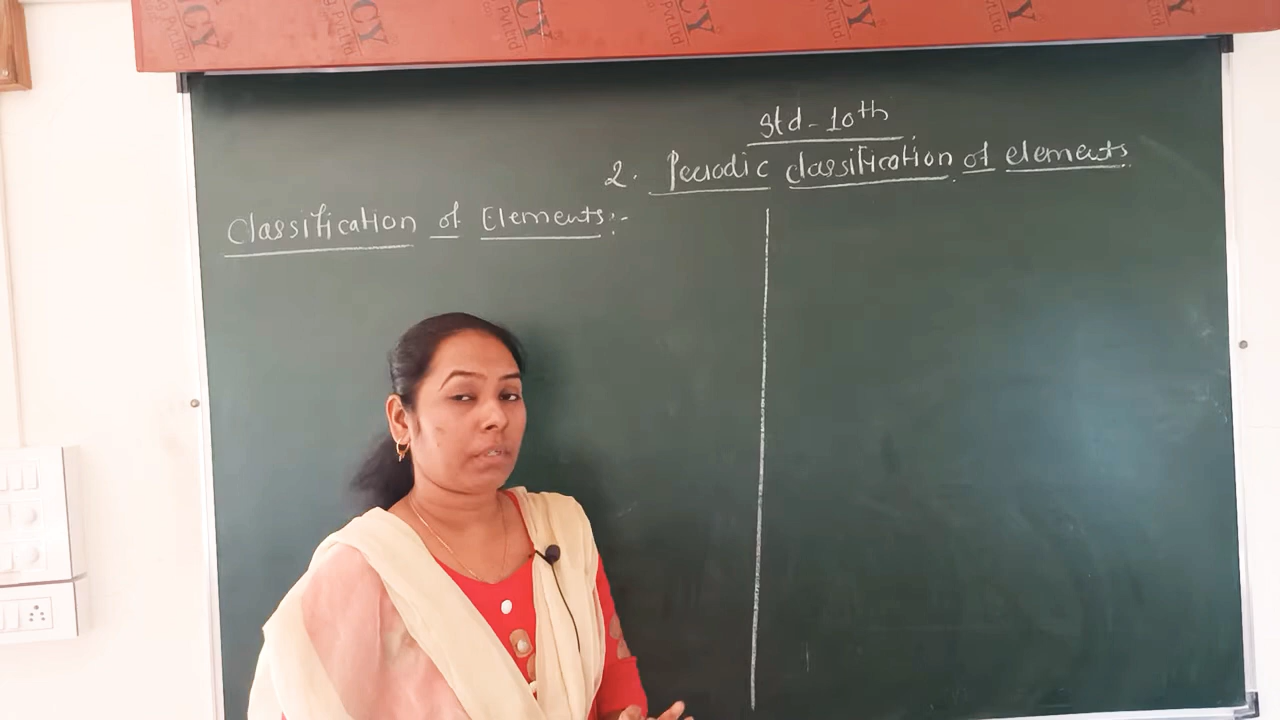 Std - 10th
2. Periodic classification of elements
Classification of Elements :-